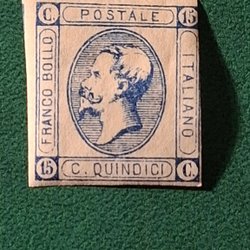 C. POSTALE 15
FRANCO BOLLO
ITALIANO
15 C. QUINDICI C.